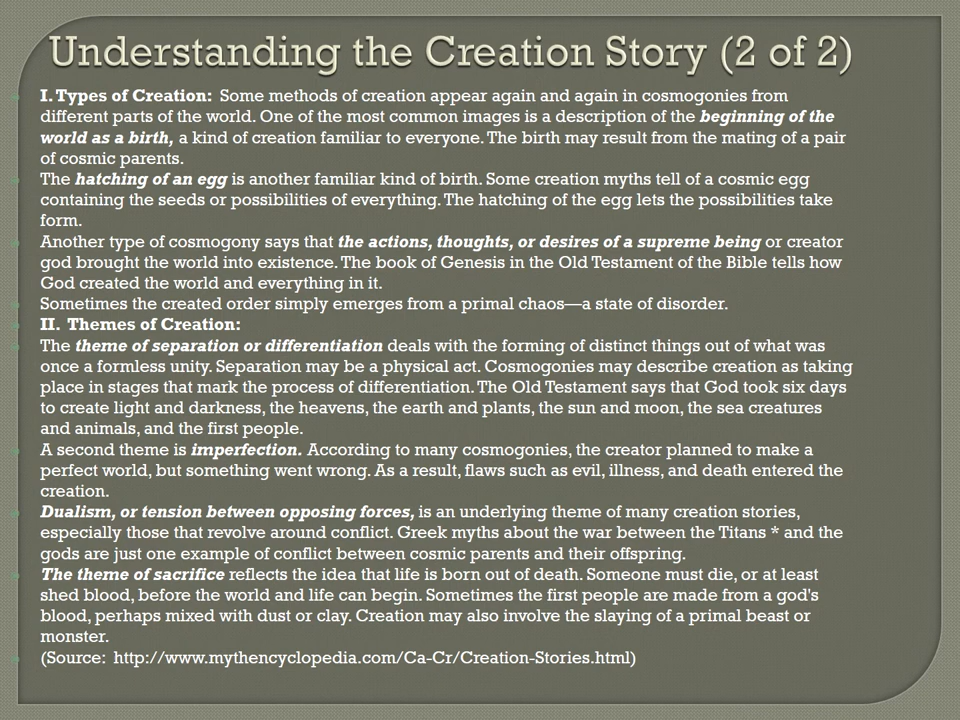 Understanding the Creation Story (2 of 2)
I. Types of Creation: Some methods of creation appear again and again in cosmogonies from
different parts of the world. One of the most common images is a description of the beginning of the
world as a birth, a kind of creation familiar to everyone. The birth may result from the mating of a pair
of cosmic parents.
The hatching of an egg is another familiar kind of birth. Some creation myths tell of a cosmic egg
containing the seeds or possibilities of everything. The hatching of the egg lets the possibilities take
form.
Another type of cosmogony says that the actions, thoughts, or desires of a supreme being or creator
god brought the world into existence. The book of Genesis in the Old Testament of the Bible tells how
God created the world and everything in it.
Sometimes the created order simply emerges from a primal chaos—a state of disorder.
II. Themes of Creation:
The theme of separation or differentiation deals with the forming of distinct things out of what was
once a formless unity. Separation may be a physical act. Cosmogonies may describe creation as taking
place in stages that mark the process of differentiation. The Old Testament says that God took six days
to create light and darkness, the heavens, the earth and plants, the sun and moon, the sea creatures
and animals, and the first people.
A second theme is imperfection. According to many cosmogonies, the creator planned to make a
perfect world, but something went wrong. As a result, flaws such as evil, illness, and death entered the
creation.
Dualism, or tension between opposing forces, is an underlying theme of many creation stories,
especially those that revolve around conflict. Greek myths about the war between the Titans * and the
gods are just one example of conflict between cosmic parents and their offspring.
The theme of sacrifice reflects the idea that life is born out of death. Someone must die, or at least
shed blood, before the world and life can begin. Sometimes the first people are made from a god's
blood, perhaps mixed with dust or clay. Creation may also involve the slaying of a primal beast or
monster.
(Source: http://www.mythencyclopedia.com/Ca-Cr/Creation-Stories.html)